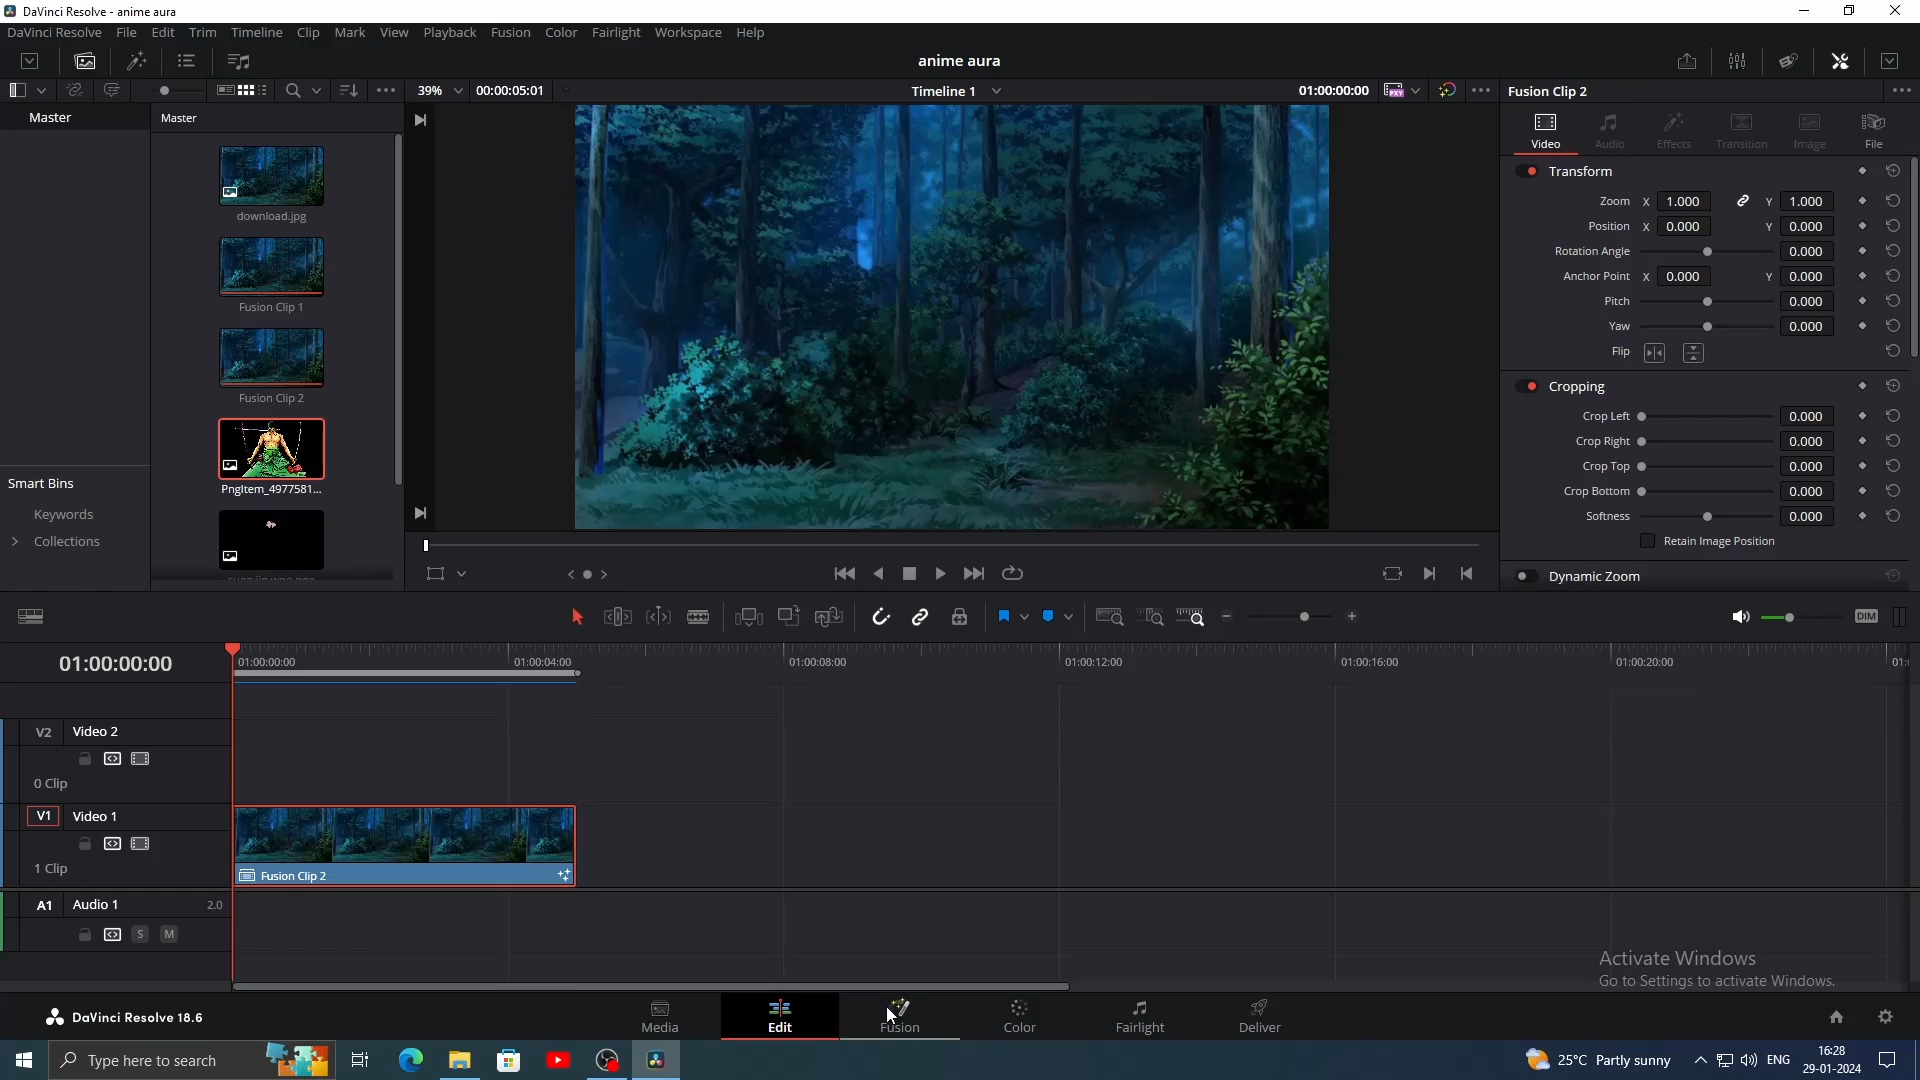 DaVinci Resolve - anime aura
DaVinci Resolve File Edit Trim Timeline Clip Mark View Playback Fusion Color Fairlight Workspace Help
anime aura
39% 00:00:05:01 Timeline 1 01:00:00:00 PXY Fusion Clip 2
Master Master
download.jpg
Fusion Clip 1
Fusion Clip 2
PngItem_4977581...
Smart Bins
Keywords
Collections
Video Audio Effects Transition Image File
Transform
Zoom X 1.000 Y 1.000
Position X 0.000 Y 0.000
Rotation Angle 0.000
Anchor Point X 0.000 Y 0.000
Pitch 0.000
Yaw 0.000
Flip
Cropping
Crop Left 0.000
Crop Right 0.000
Crop Top 0.000
Crop Bottom 0.000
Softness 0.000
Retain Image Position
Dynamic Zoom
DIM
01:00:00:00 01:00:00:00 01:00:04:00 01:00:08:00 01:00:12:00 01:00:16:00 01:00:20:00
V2 Video 2
0 Clip
V1 Video 1
1 Clip
Fusion Clip 2
A1 Audio 1 2.0
S M
Activate Windows
Go to Settings to activate Windows.
DaVinci Resolve 18.6
Media Edit Fusion Color Fairlight Deliver
Type here to search
25°C Partly sunny ENG 16:28
29-01-2024